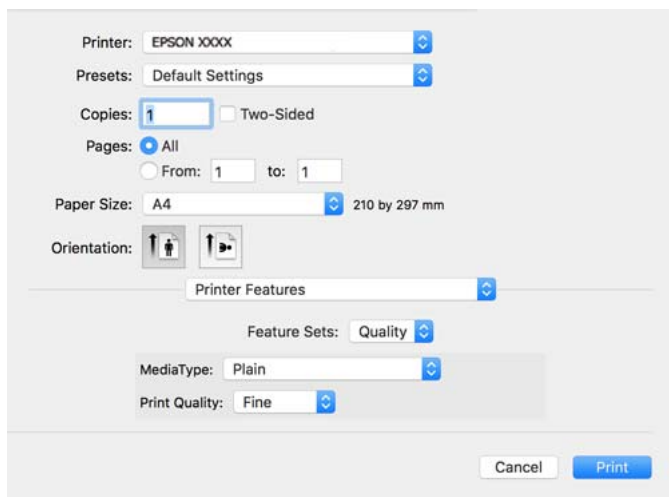 Printer: EPSON XXXX
Presets: Default Settings
Copies: 1 Two-Sided
Pages: All
From: 1 to: 1
Paper Size: A4 210 by 297 mm
Orientation:
Printer Features
Feature Sets: Quality
MediaType: Plain
Print Quality: Fine
Cancel Print